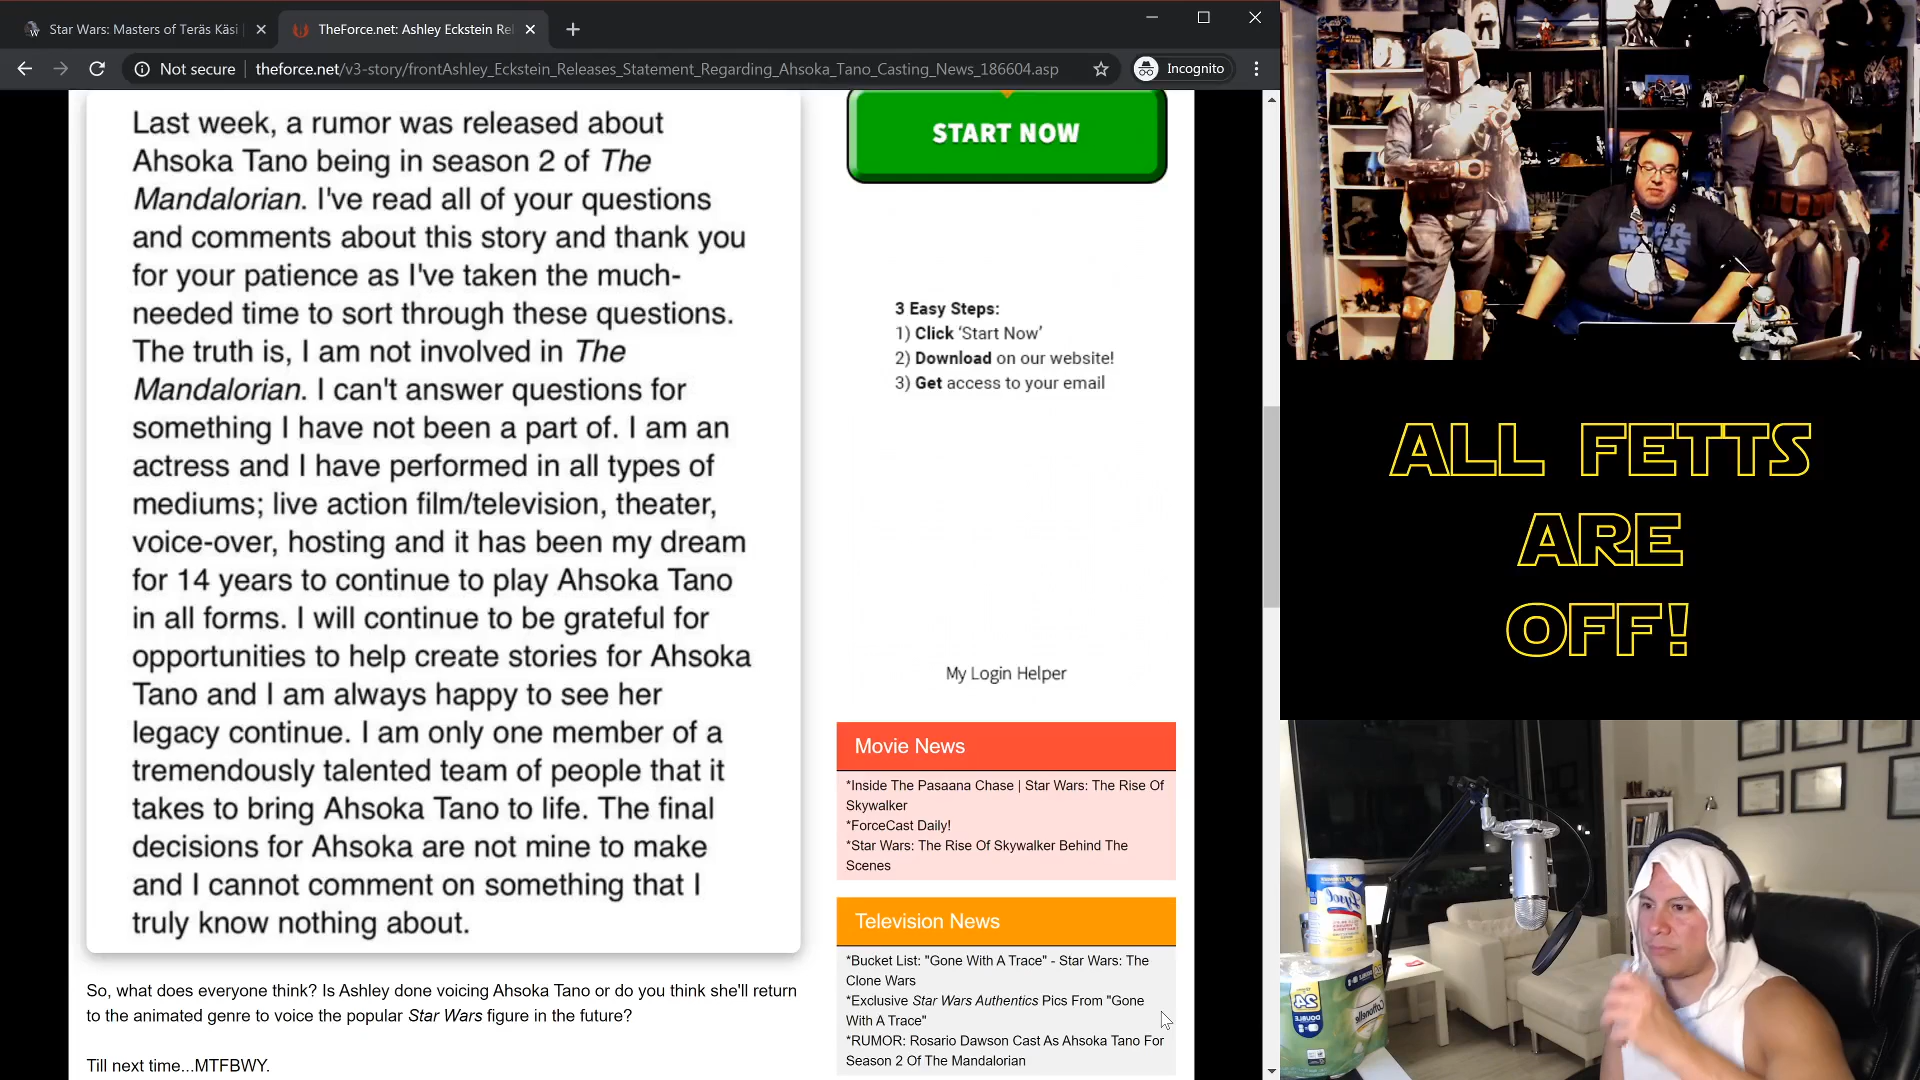 Star Wars: Masters of Teräs Käsi
TheForce.net: Ashley Eckstein Rel
Not secure
theforce.net/v3-story/frontAshley_Eckstein_Releases_Statement_Regarding_Ahsoka_Tano_Casting_News_186604.asp
Incognito
Last week, a rumor was released about
Ahsoka Tano being in season 2 of The
Mandalorian. I've read all of your questions
and comments about this story and thank you
for your patience as I've taken the much-
needed time to sort through these questions.
The truth is, I am not involved in The
Mandalorian. I can't answer questions for
something I have not been a part of. I am an
actress and I have performed in all types of
mediums; live action film/television, theater,
voice-over, hosting and it has been my dream
for 14 years to continue to play Ahsoka Tano
in all forms. I will continue to be grateful for
opportunities to help create stories for Ahsoka
Tano and I am always happy to see her
legacy continue. I am only one member of a
tremendously talented team of people that it
takes to bring Ahsoka Tano to life. The final
decisions for Ahsoka are not mine to make
and I cannot comment on something that I
truly know nothing about.
So, what does everyone think? Is Ashley done voicing Ahsoka Tano or do you think she'll return
to the animated genre to voice the popular Star Wars figure in the future?
Till next time...MTFBWY.
START NOW
3 Easy Steps:
1) Click ‘Start Now’
2) Download on our website!
3) Get access to your email
My Login Helper
Movie News
*Inside The Pasaana Chase | Star Wars: The Rise Of
Skywalker
*ForceCast Daily!
*Star Wars: The Rise Of Skywalker Behind The
Scenes
Television News
*Bucket List: "Gone With A Trace" - Star Wars: The
Clone Wars
*Exclusive Star Wars Authentics Pics From "Gone
With A Trace"
*RUMOR: Rosario Dawson Cast As Ahsoka Tano For
Season 2 Of The Mandalorian
STAR
WARS
ALL FETTS
ARE
OFF!
Lysol
24
DOUBLE
Cottonelle